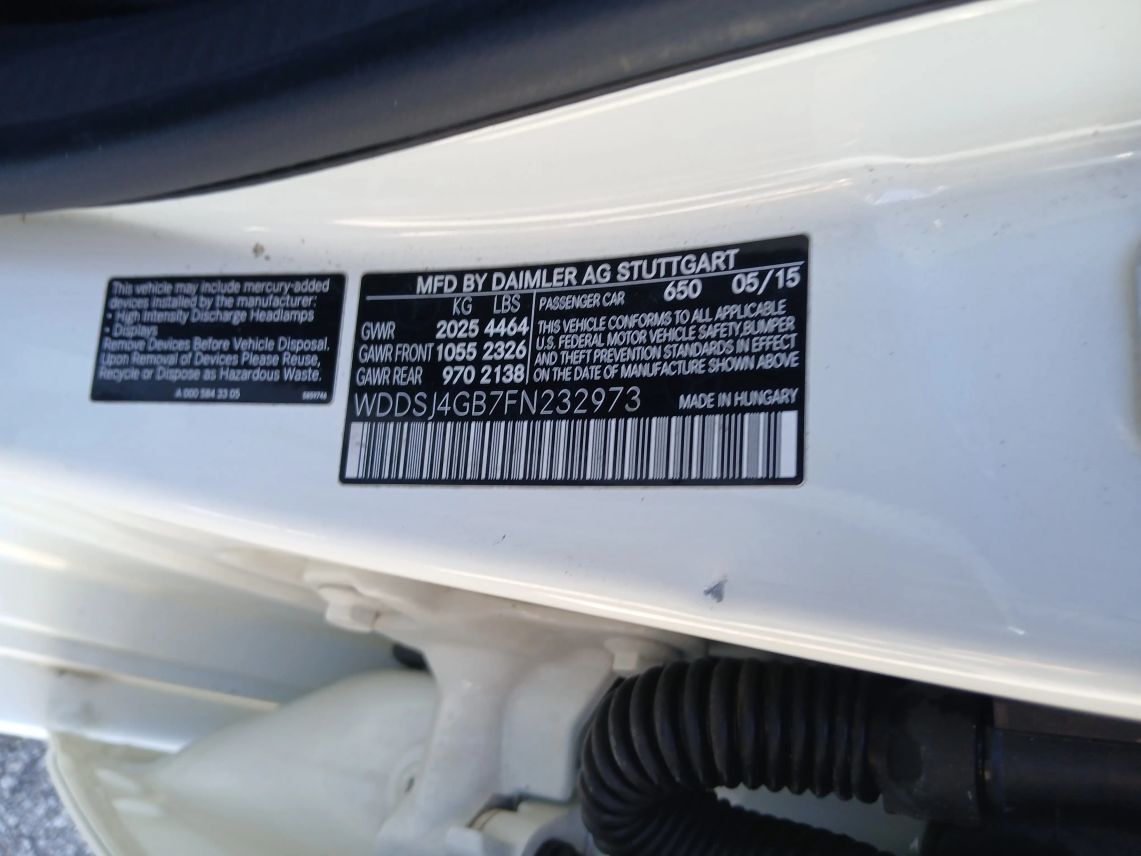 This vehicle may include mercury-added
devices installed by the manufacturer:
• High Intensity Discharge Headlamps
• Displays
Remove Devices Before Vehicle Disposal.
Upon Removal of Devices Please Reuse,
Recycle or Dispose as Hazardous Waste.
A 000 584 33 05
MFD BY DAIMLER AG STUTTGART
KG LBS
GVWR 2025 4464
GAWR FRONT 1055 2326
GAWR REAR 970 2138
PASSENGER CAR 650 05/15
THIS VEHICLE CONFORMS TO ALL APPLICABLE
U.S. FEDERAL MOTOR VEHICLE SAFETY,BUMPER
AND THEFT PREVENTION STANDARDS IN EFFECT
ON THE DATE OF MANUFACTURE SHOWN ABOVE
WDDSJ4GB7FN232973 MADE IN HUNGARY